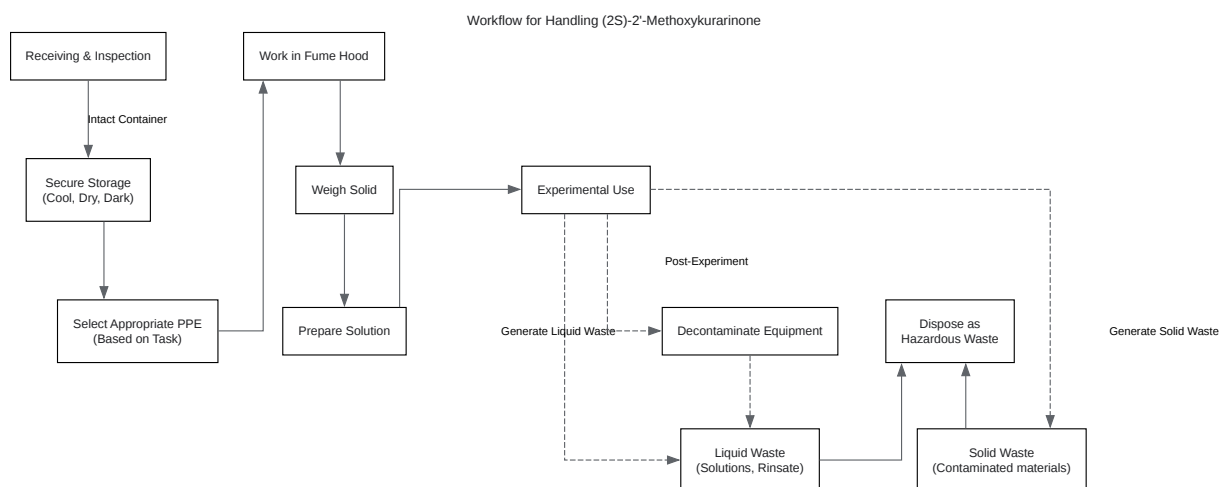 Workflow for Handling (2S)-2'-Methoxykurarinone
Receiving & Inspection
Work in Fume Hood
Intact Container
Secure Storage
(Cool, Dry, Dark)
Weigh Solid
Experimental Use
Post-Experiment
Select Appropriate PPE
(Based on Task)
Prepare Solution
Generate Liquid Waste
Decontaminate Equipment
Dispose as
Hazardous Waste
Generate Solid Waste
Liquid Waste
(Solutions, Rinsate)
Solid Waste
(Contaminated materials)